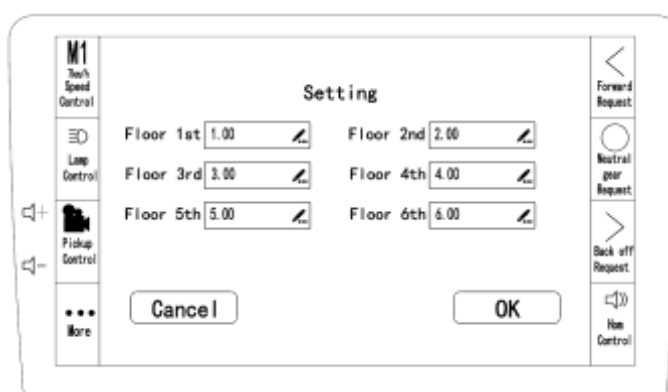 M1
7km/h
Speed
Control
Lamp
Control
Pickup
Control
More
Setting
Floor 1st 1.00
Floor 2nd 2.00
Floor 3rd 3.00
Floor 4th 4.00
Floor 5th 5.00
Floor 6th 6.00
Cancel
OK
Forward
Request
Neutral
gear
Request
Back off
Request
Hom
Control